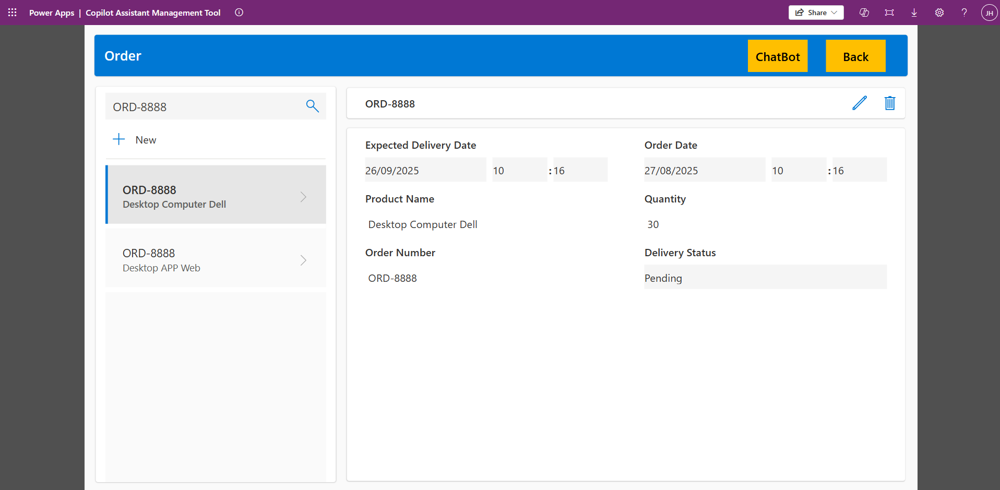 Power Apps | Copilot Assistant Management Tool
Share
?
JH
Order
ChatBot
Back
ORD-8888
New
ORD-8888
Desktop Computer Dell
ORD-8888
Desktop APP Web
ORD-8888
Expected Delivery Date
26/09/2025 10 : 16
Order Date
27/08/2025 10 : 16
Product Name
Desktop Computer Dell
Quantity
30
Order Number
ORD-8888
Delivery Status
Pending